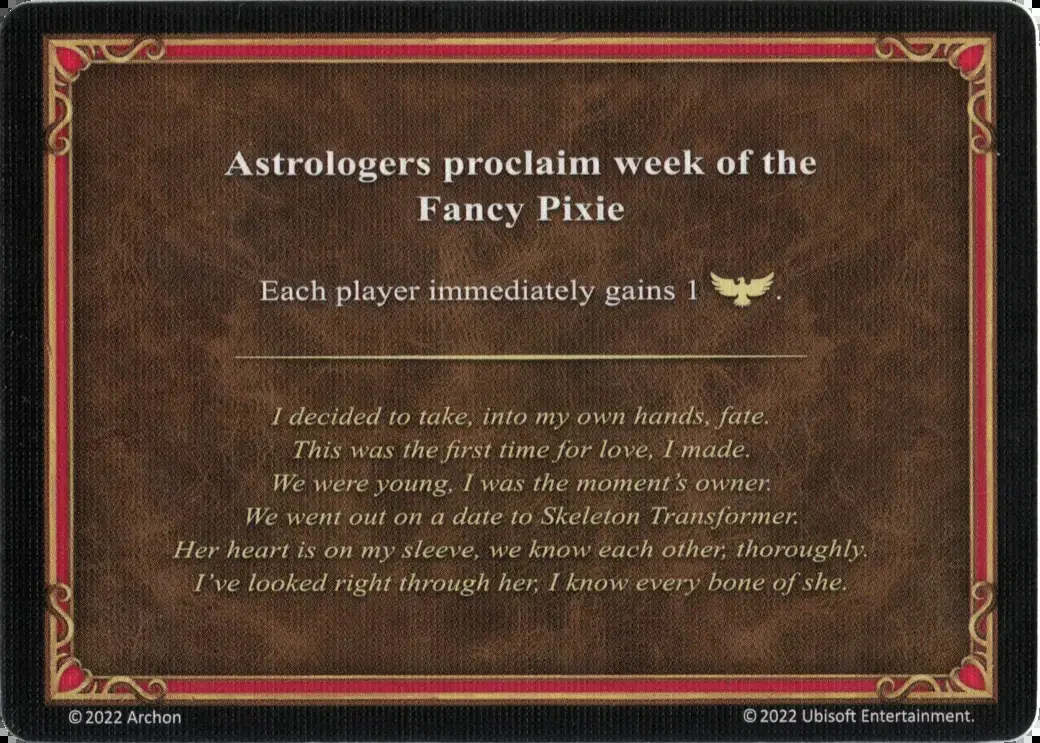 Astrologers proclaim week of the
Fancy Pixie
Each player immediately gains 1 .
I decided to take, into my own hands, fate.
This was the first time for love, I made.
We were young, I was the moment's owner.
We went out on a date to Skeleton Transformer.
Her heart is on my sleeve, we know each other, thoroughly.
I've looked right through her, I know every bone of she.
© 2022 Archon
© 2022 Ubisoft Entertainment.